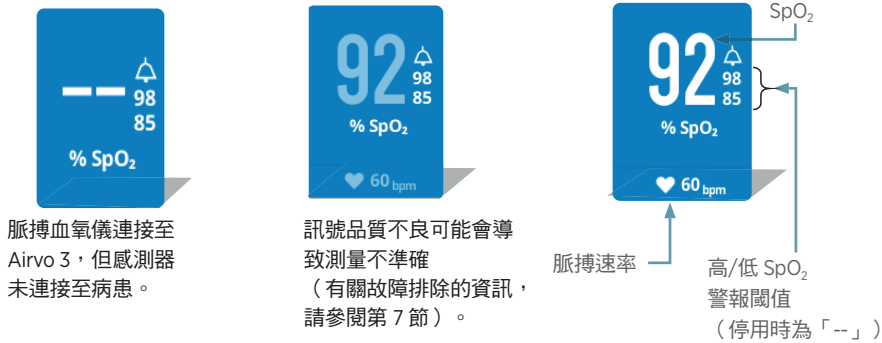 98
85
% SpO₂
脈搏血氧儀連接至
Airvo 3，但感測器
未連接至病患。
92
98
85
% SpO₂
60 bpm
訊號品質不良可能會導
致測量不準確
（有關故障排除的資訊，
請參閱第 7 節）。
SpO₂
92
98
85
% SpO₂
60 bpm
脈搏速率
高/低 SpO₂
警報閾值
（停用時為「--」）